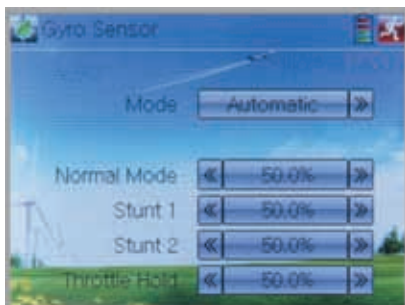 Gyro Sensor
Mode Automatic
Normal Mode 50.0%
Stunt 1 50.0%
Stunt 2 50.0%
Throttle Hold 50.0%